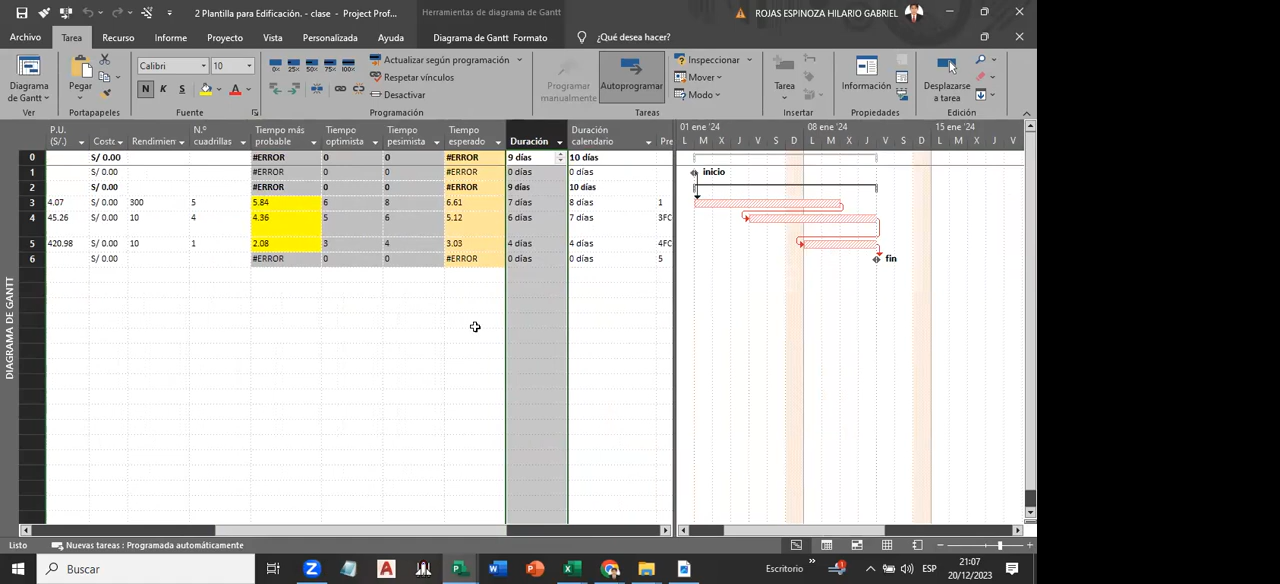 2 Plantilla para Edificación. - clase - Project Prof...
Herramientas de diagrama de Gantt
ROJAS ESPINOZA HILARIO GABRIEL
Archivo Tarea Recurso Informe Proyecto Vista Personalizada Ayuda Diagrama de Gantt Formato ¿Qué desea hacer?
Diagrama de Gantt
Ver
Pegar
Portapapeles
Calibri 10
N K S A
Fuente
0% 25% 50% 75% 100%
Actualizar según programación
Respetar vínculos
Desactivar
Programación
Programar manualmente
Autoprogramar
Inspeccionar
Mover
Modo
Tareas
Tarea
Insertar
Información
Propiedades
Desplazarse a tarea
Edición
P.U. (S/.) Costo Rendimien N.º cuadrillas Tiempo más probable Tiempo optimista Tiempo pesimista Tiempo esperado Duración Duración calendario Pre
0 S/ 0.00 #ERROR 0 0 #ERROR 9 días 10 días
1 S/ 0.00 #ERROR 0 0 #ERROR 0 días 0 días
2 S/ 0.00 #ERROR 0 0 #ERROR 9 días 10 días
3 4.07 S/ 0.00 300 5 5.84 6 8 6.61 7 días 8 días 1
4 45.26 S/ 0.00 10 4 4.36 5 6 5.12 6 días 7 días 3FC
5 420.98 S/ 0.00 10 1 2.08 3 4 3.03 4 días 4 días 4FC
6 S/ 0.00 #ERROR 0 0 #ERROR 0 días 0 días 5
01 ene '24 08 ene '24 15 ene '24
L M X J V S D L M X J V S D L M X J V
inicio
fin
DIAGRAMA DE GANTT
Listo Nuevas tareas : Programada automáticamente
Buscar
Escritorio
ESP
21:07
20/12/2023